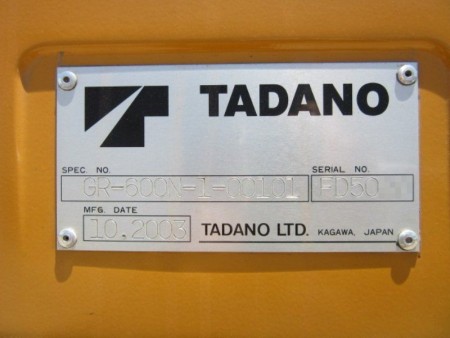 TADANO
SPEC. NO. SERIAL NO.
GR-600N-1-00101 FD50
MFG. DATE
10.2003 TADANO LTD. KAGAWA, JAPAN